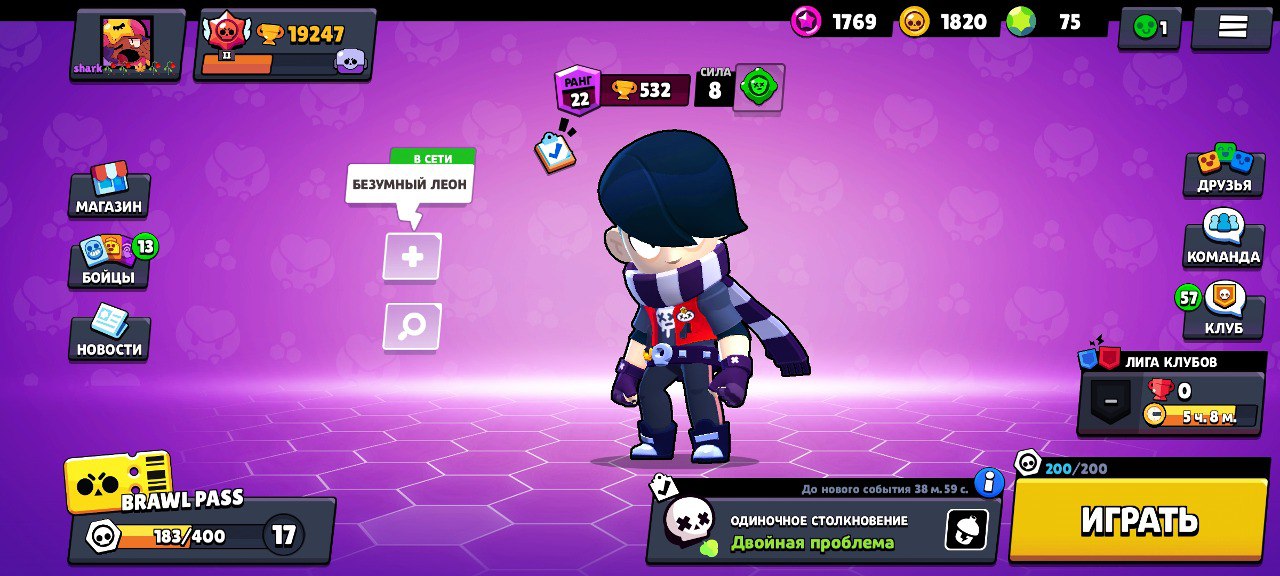 shark
II
19247
1769
1820
75
1
РАНГ
22
532
СИЛА
8
В СЕТИ
БЕЗУМНЫЙ ЛЕОН
МАГАЗИН
13
БОЙЦЫ
НОВОСТИ
ДРУЗЬЯ
КОМАНДА
57
КЛУБ
ЛИГА КЛУБОВ
0
5 ч. 8 м.
BRAWL PASS
183/400
17
До нового события 38 м. 59 с.
ОДИНОЧНОЕ СТОЛКНОВЕНИЕ
Двойная проблема
200/200
ИГРАТЬ